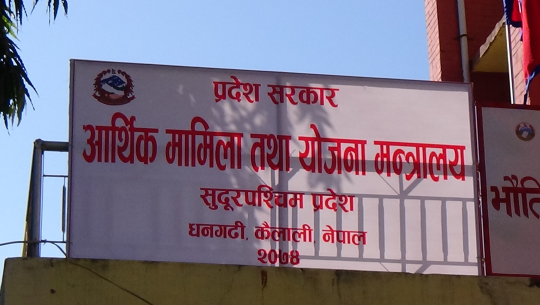 प्रदेश सरकार
आर्थिक मामिला तथा योजना मन्त्रालय
सुदूरपश्चिम प्रदेश
धनगढी, कैलाली, नेपाल
२०७४
भौति